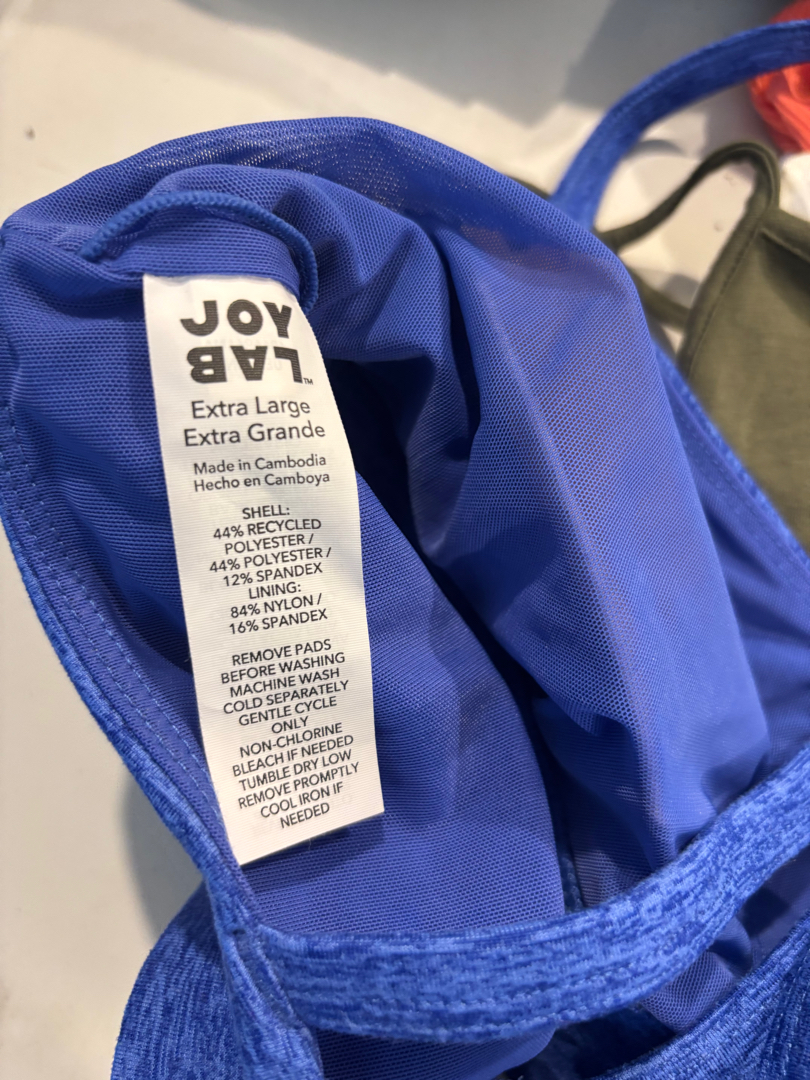 JOY
LAB™
Extra Large
Extra Grande
Made in Cambodia
Hecho en Camboya
SHELL:
44% RECYCLED
POLYESTER /
44% POLYESTER /
12% SPANDEX
LINING:
84% NYLON /
16% SPANDEX
REMOVE PADS
BEFORE WASHING
MACHINE WASH
COLD SEPARATELY
GENTLE CYCLE
ONLY
NON-CHLORINE
BLEACH IF NEEDED
TUMBLE DRY LOW
REMOVE PROMPTLY
COOL IRON IF
NEEDED